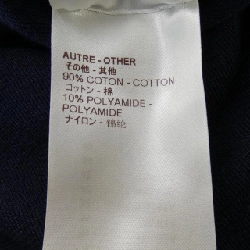 AUTRE - OTHER
その他 - 其他
90% COTON - COTTON
コットン - 棉
10% POLYAMIDE -
POLYAMIDE
ナイロン - 锦纶